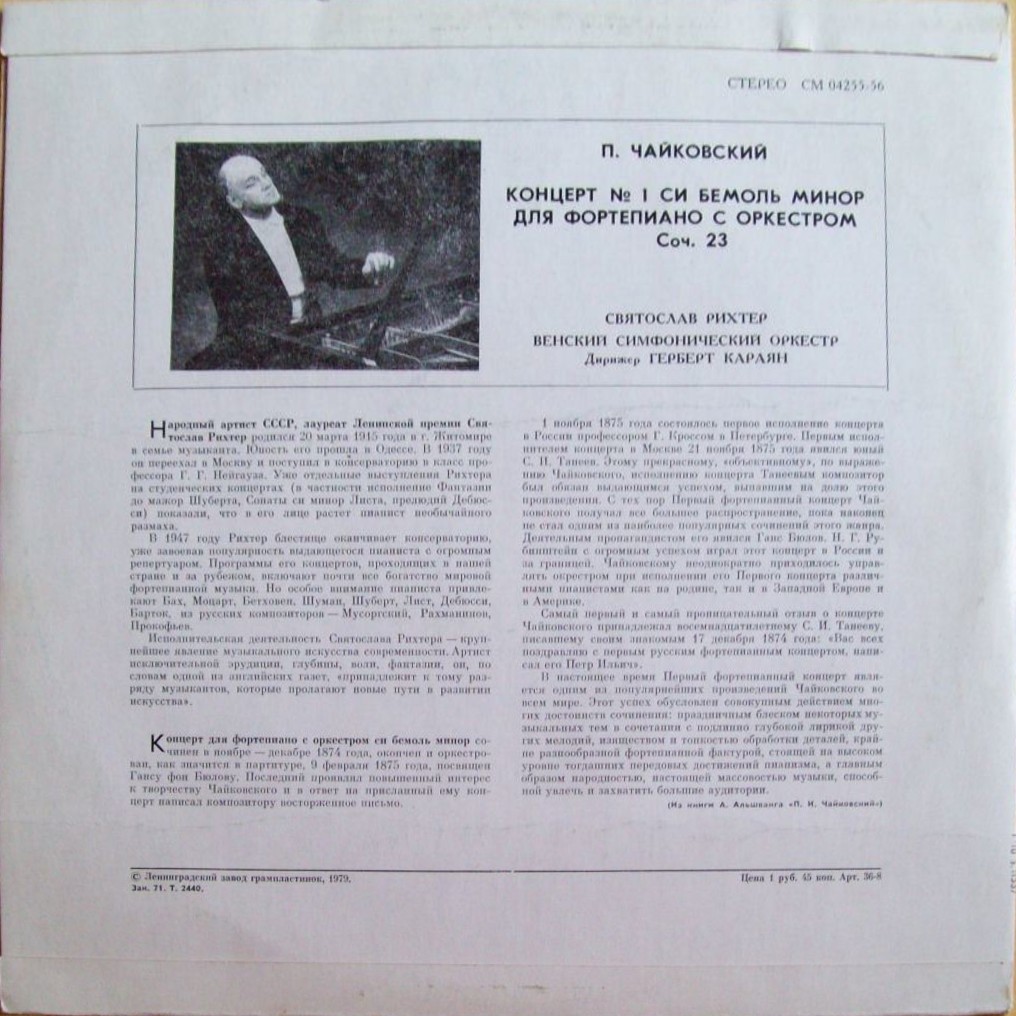 СТЕРЕО СМ 04255-56
П. ЧАЙКОВСКИЙ
КОНЦЕРТ № 1 СИ БЕМОЛЬ МИНОР
ДЛЯ ФОРТЕПИАНО С ОРКЕСТРОМ
Соч. 23
СВЯТОСЛАВ РИХТЕР
ВЕНСКИЙ СИМФОНИЧЕСКИЙ ОРКЕСТР
Дирижер ГЕРБЕРТ КАРАЯН
Народный артист СССР, лауреат Ленинской премии Свя-
тослав Рихтер родился 20 марта 1915 года в г. Житомире
в семье музыканта. Юность его прошла в Одессе. В 1937 году
он переехал в Москву и поступил в консерваторию в класс про-
фессора Г. Г. Нейгауза. Уже отдельные выступления Рихтера
на студенческих концертах (в частности исполнение Фантазии
до мажор Шуберта, Сонаты си минор Листа, прелюдий Дебюс-
си) показали, что в его лице растет пианист необычайного
размаха.
В 1947 году Рихтер блестяще оканчивает консерваторию,
уже завоевав популярность выдающегося пианиста с огромным
репертуаром. Программы его концертов, проходящих в нашей
стране и за рубежом, включают почти все богатство мировой
фортепианной музыки. Но особое внимание пианиста привле-
кают Бах, Моцарт, Бетховен, Шуман, Шуберт, Лист, Дебюсси,
Барток, из русских композиторов — Мусоргский, Рахманинов,
Прокофьев.
Исполнительская деятельность Святослава Рихтера — круп-
нейшее явление музыкального искусства современности. Артист
исключительной эрудиции, глубины, воли, фантазии, он, по
словам одной из английских газет, «принадлежит к тому раз-
ряду музыкантов, которые пролагают новые пути в развитии
искусства».
Концерт для фортепиано с оркестром си бемоль минор со-
чинен в ноябре — декабре 1874 года, окончен и оркестро-
ван, как значится в партитуре, 9 февраля 1875 года, посвящен
Гансу фон Бюлову. Последний проявлял повышенный интерес
к творчеству Чайковского и в ответ на присланный ему кон-
церт написал композитору восторженное письмо.
1 ноября 1875 года состоялось первое исполнение концерта
в России профессором Г. Кроссом в Петербурге. Первым испол-
нителем концерта в Москве 21 ноября 1875 года явился юный
С. И. Танеев. Этому прекрасному, «объективному», по выраже-
нию Чайковского, исполнению концерта Танеевым композитор
был обязан выдающимся успехом, выпавшим на долю этого
произведения. С тех пор Первый фортепианный концерт Чай-
ковского получал все большее распространение, пока наконец
не стал одним из наиболее популярных сочинений этого жанра.
Деятельным пропагандистом его явился Ганс Бюлов. Н. Г. Ру-
бинштейн с огромным успехом играл этот концерт в России и
за границей. Чайковскому неоднократно приходилось управ-
лять окрестром при исполнении его Первого концерта различ-
ными пианистами как на родине, так и в Западной Европе и
в Америке.
Самый первый и самый проницательный отзыв о концерте
Чайковского принадлежал восемнадцатилетнему С. И. Танееву,
писавшему своим знакомым 17 декабря 1874 года: «Вас всех
поздравляю с первым русским фортепианным концертом, напи-
сал его Петр Ильич».
В настоящее время Первый фортепианный концерт явля-
ется одним из популярнейших произведений Чайковского во
всем мире. Этот успех обусловлен совокупным действием мно-
гих достоинств сочинения: праздничным блеском некоторых му-
зыкальных тем в сочетании с подлинно глубокой лирикой дру-
гих мелодий, изяществом и тонкостью обработки деталей, край-
не разнообразной фортепианной фактурой, стоящей на высоком
уровне тогдашних передовых достижений пианизма, а главным
образом народностью, настоящей массовостью музыки, способ-
ной увлечь и захватить большие аудитории.
(Из книги А. Альшванга «П. И. Чайковский»)
© Ленинградский завод грампластинок, 1979.
Зак. 71. Т. 2440.
Цена 1 руб. 45 коп. Арт. 36-8